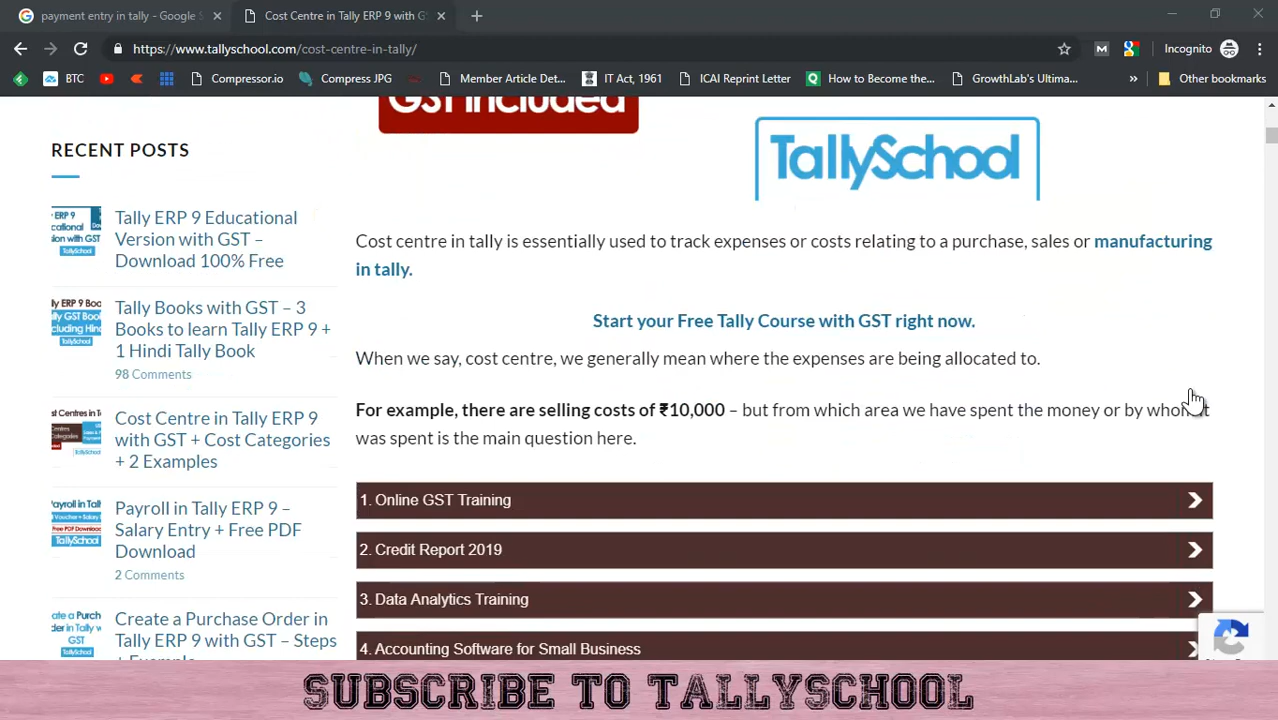 payment entry in tally - Google S
Cost Centre in Tally ERP 9 with G
https://www.tallyschool.com/cost-centre-in-tally/
Incognito
BTC
Compressor.io
Compress JPG
Member Article Det...
IT Act, 1961
ICAI Reprint Letter
How to Become the...
GrowthLab's Ultima...
Other bookmarks
GST Included
TallySchool
RECENT POSTS
Tally ERP 9 Educational
Version with GST –
Download 100% Free
Tally Books with GST – 3
Books to learn Tally ERP 9 +
1 Hindi Tally Book
98 Comments
Cost Centre in Tally ERP 9
with GST + Cost Categories
+ 2 Examples
Payroll in Tally ERP 9 –
Salary Entry + Free PDF
Download
2 Comments
Create a Purchase Order in
Tally ERP 9 with GST – Steps
+ Example
Cost centre in tally is essentially used to track expenses or costs relating to a purchase, sales or manufacturing
in tally.
Start your Free Tally Course with GST right now.
When we say, cost centre, we generally mean where the expenses are being allocated to.
For example, there are selling costs of ₹10,000 – but from which area we have spent the money or by whom it
was spent is the main question here.
1. Online GST Training
2. Credit Report 2019
3. Data Analytics Training
4. Accounting Software for Small Business
SUBSCRIBE TO TALLYSCHOOL